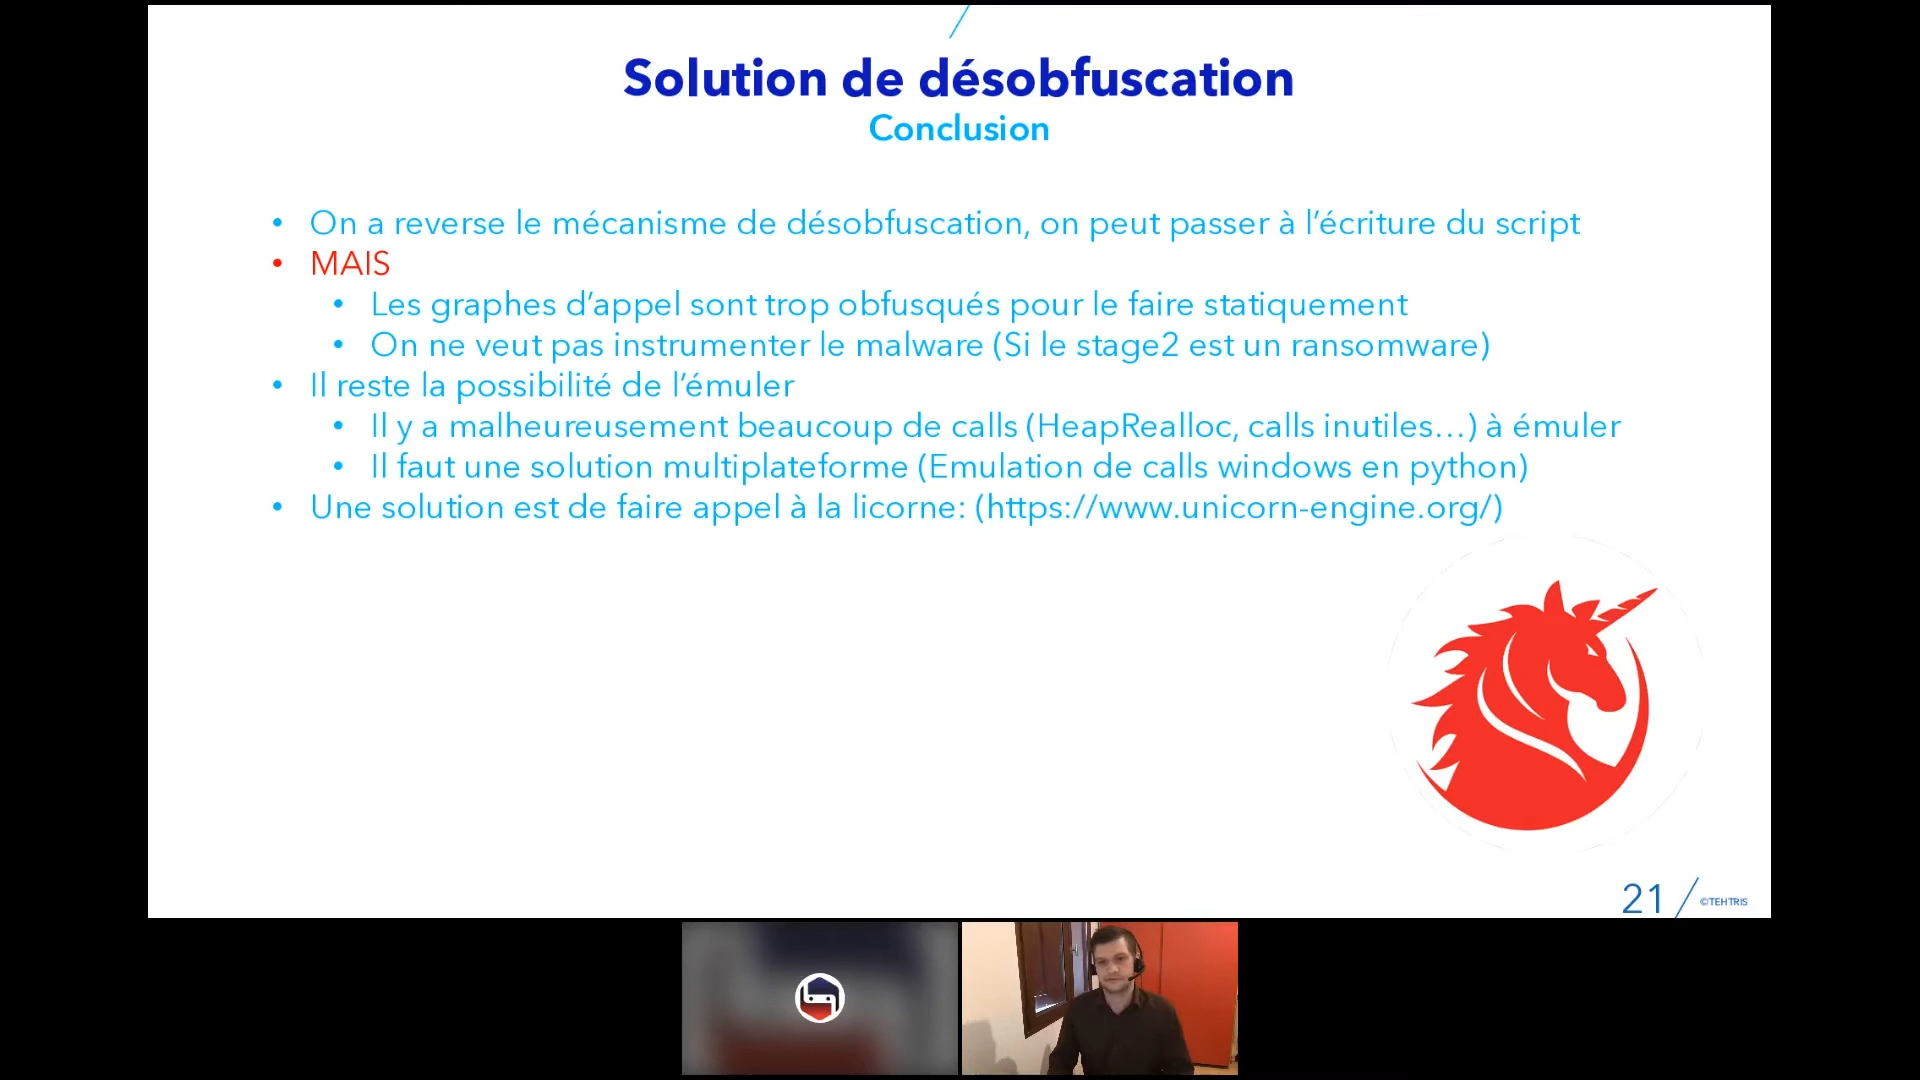 Solution de désobfuscation
Conclusion
• On a reverse le mécanisme de désobfuscation, on peut passer à l’écriture du script
• MAIS
• Les graphes d’appel sont trop obfusqués pour le faire statiquement
• On ne veut pas instrumenter le malware (Si le stage2 est un ransomware)
• Il reste la possibilité de l’émuler
• Il y a malheureusement beaucoup de calls (HeapRealloc, calls inutiles…) à émuler
• Il faut une solution multiplateforme (Emulation de calls windows en python)
• Une solution est de faire appel à la licorne: (https://www.unicorn-engine.org/)
21
©TEHTRIS